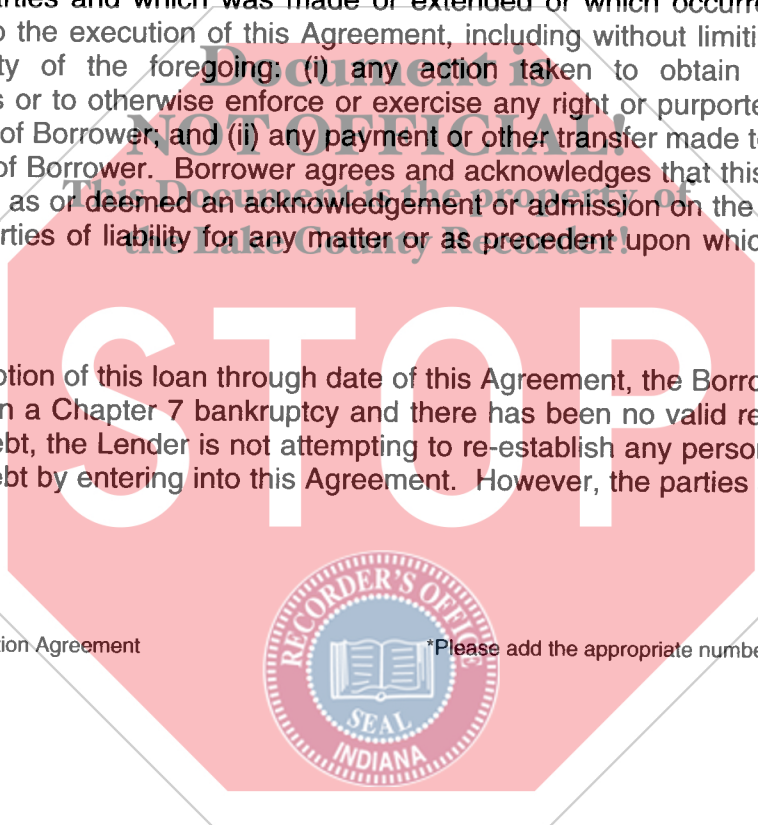 rties and which was made or extended or which occurre
o the execution of this Agreement, including without limiti
ty of the foregoing: (i) any action taken to obtain
s or to otherwise enforce or exercise any right or purporte
of Borrower; and (ii) any payment or other transfer made t
of Borrower. Borrower agrees and acknowledges that this
as or deemed an acknowledgement or admission on the
rties of liability for any matter or as precedent upon whic
Document is
NOT OFFICIAL!
This Document is the property of
the Lake County Recorder!
STOP
ption of this loan through date of this Agreement, the Borro
n a Chapter 7 bankruptcy and there has been no valid re
ebt, the Lender is not attempting to re-establish any person
ebt by entering into this Agreement. However, the parties
tion Agreement
*Please add the appropriate numbe
RECORDER'S OFFICE
SEAL
INDIANA